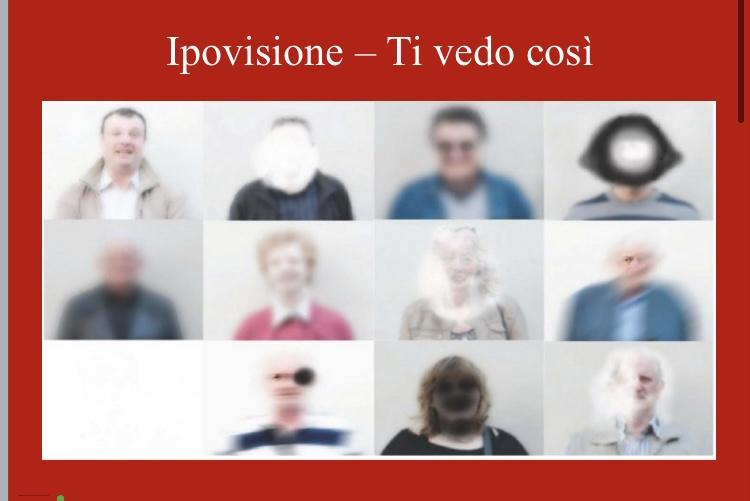 Ipovisione – Ti vedo così